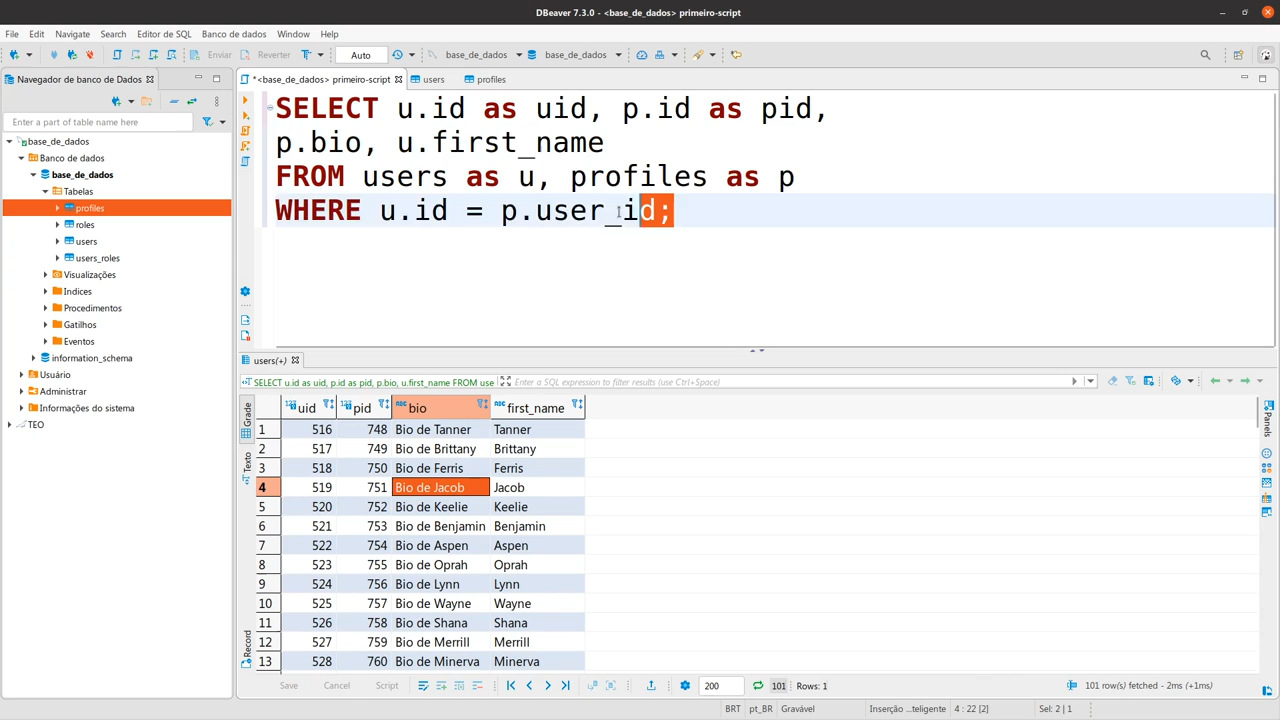 DBeaver 7.3.0 - <base_de_dados> primeiro-script
File Edit Navigate Search Editor de SQL Banco de dados Window Help
Enviar Reverter Auto base_de_dados base_de_dados
Navegador de banco de Dados
*<base_de_dados> primeiro-script users profiles
Enter a part of table name here
base_de_dados
Banco de dados
base_de_dados
Tabelas
profiles
roles
users
users_roles
Visualizações
Indices
Procedimentos
Gatilhos
Eventos
information_schema
Usuário
Administrar
Informações do sistema
TEO
SELECT u.id as uid, p.id as pid,
p.bio, u.first_name
FROM users as u, profiles as p
WHERE u.id = p.user_id;
users(+)
SELECT u.id as uid, p.id as pid, p.bio, u.first_name FROM use Enter a SQL expression to filter results (use Ctrl+Space)
Grade
Texto
Record
Painéis
uid pid bio first_name
1 516 748 Bio de Tanner Tanner
2 517 749 Bio de Brittany Brittany
3 518 750 Bio de Ferris Ferris
4 519 751 Bio de Jacob Jacob
5 520 752 Bio de Keelie Keelie
6 521 753 Bio de Benjamin Benjamin
7 522 754 Bio de Aspen Aspen
8 523 755 Bio de Oprah Oprah
9 524 756 Bio de Lynn Lynn
10 525 757 Bio de Wayne Wayne
11 526 758 Bio de Shana Shana
12 527 759 Bio de Merrill Merrill
13 528 760 Bio de Minerva Minerva
Save Cancel Script 200 101 Rows: 1 101 row(s) fetched - 2ms (+1ms)
BRT pt_BR Gravável Inserção ...teligente 4 : 22 [2] Sel: 2 | 1